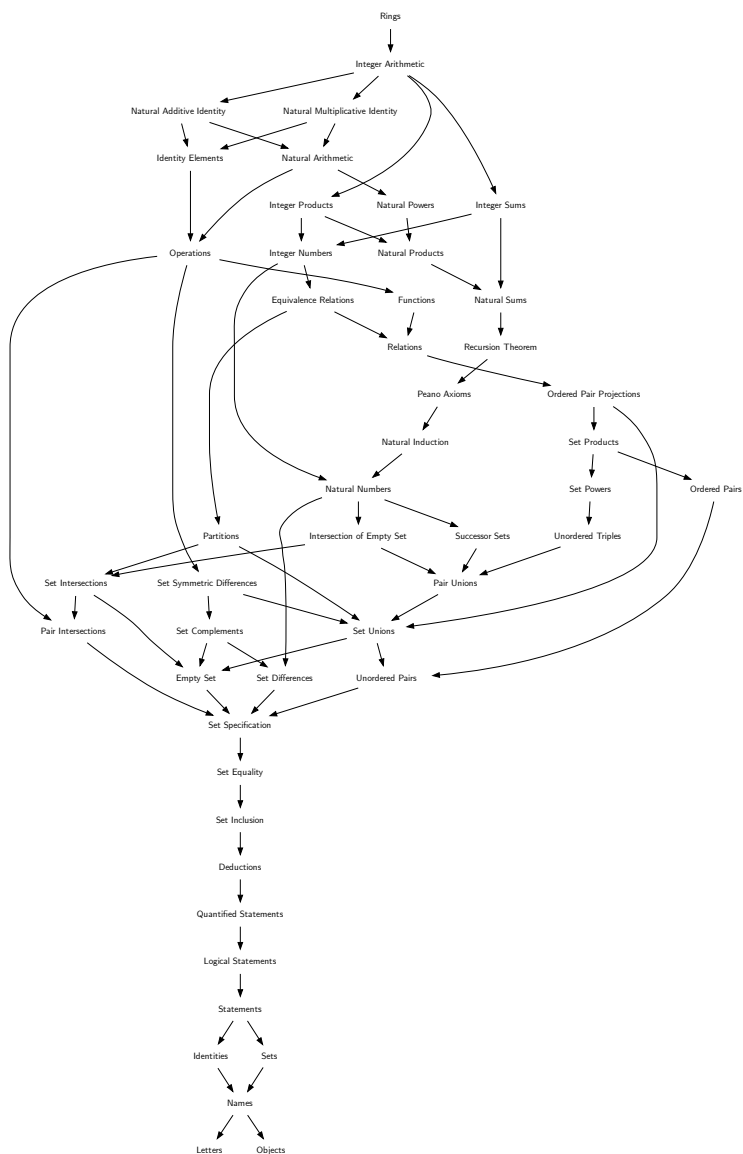 Rings
Integer Arithmetic
Natural Additive Identity
Natural Multiplicative Identity
Identity Elements
Natural Arithmetic
Integer Products
Natural Powers
Integer Sums
Operations
Integer Numbers
Natural Products
Equivalence Relations
Functions
Natural Sums
Relations
Recursion Theorem
Peano Axioms
Ordered Pair Projections
Natural Induction
Set Products
Natural Numbers
Set Powers
Ordered Pairs
Partitions
Intersection of Empty Set
Successor Sets
Unordered Triples
Set Intersections
Set Symmetric Differences
Pair Unions
Pair Intersections
Set Complements
Set Unions
Empty Set
Set Differences
Unordered Pairs
Set Specification
Set Equality
Set Inclusion
Deductions
Quantified Statements
Logical Statements
Statements
Identities
Sets
Names
Letters
Objects